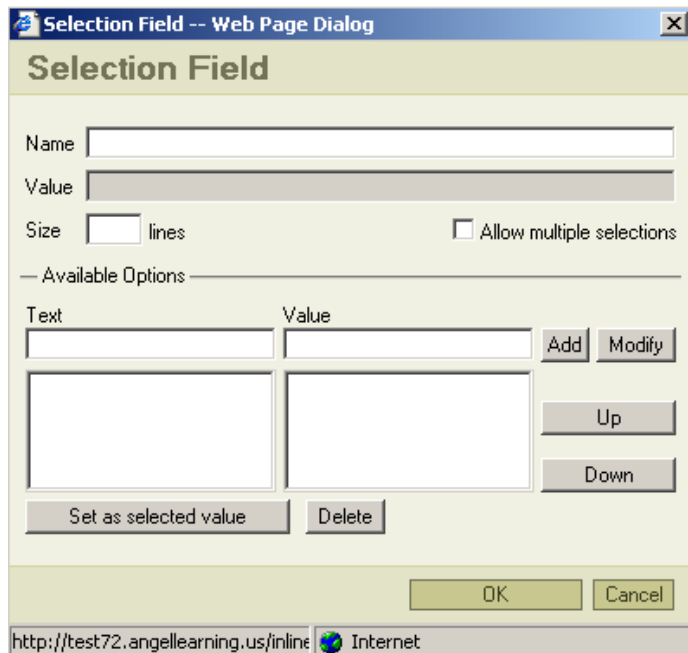 Selection Field -- Web Page Dialog
Selection Field
Name
Value
Size lines Allow multiple selections
Available Options
Text Value
Add Modify
Up
Down
Set as selected value Delete
OK Cancel
http://test72.angellearning.us/inline Internet